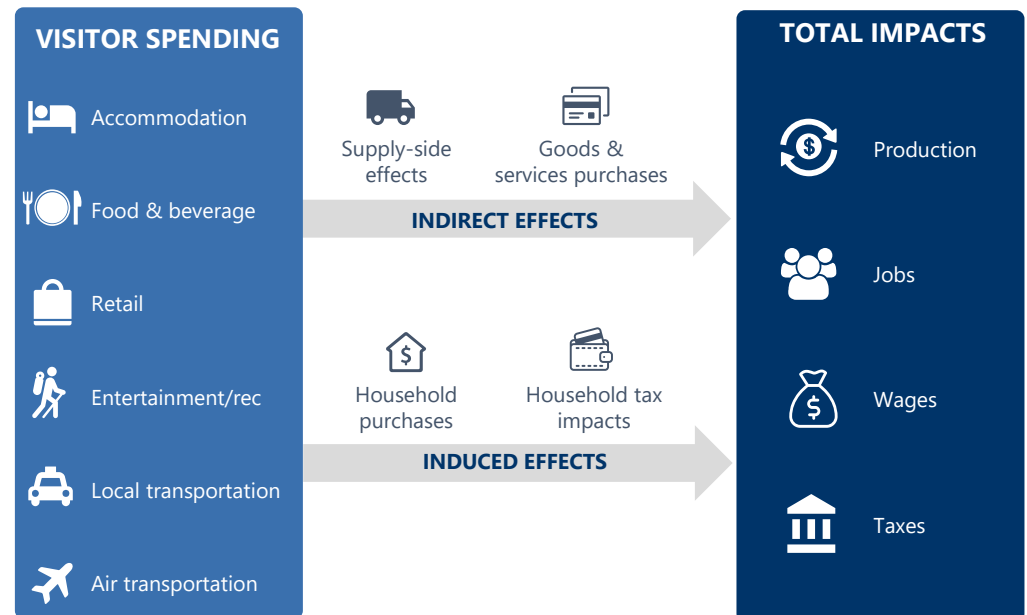 VISITOR SPENDING
Accommodation
Food & beverage
Retail
Entertainment/rec
Local transportation
Air transportation
Supply-side
effects
Goods &
services purchases
INDIRECT EFFECTS
Household
purchases
Household tax
impacts
INDUCED EFFECTS
TOTAL IMPACTS
$
Production
Jobs
$
Wages
Taxes